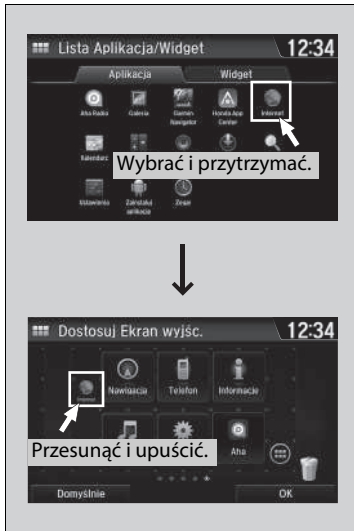 Lista Aplikacja/Widget 12:34
Aplikacja Widget
Aha Radio Galeria Garmin Navigator Honda App Center Internet
Kalendarz
Wybrać i przytrzymać.
Ustawienia Zainstaluj aplikacje Zegar
Dostosuj Ekran wyjśc. 12:34
Internet Nawigacja Telefon Informacje
Przesunąć i upuścić.
Aha
Domyślnie OK